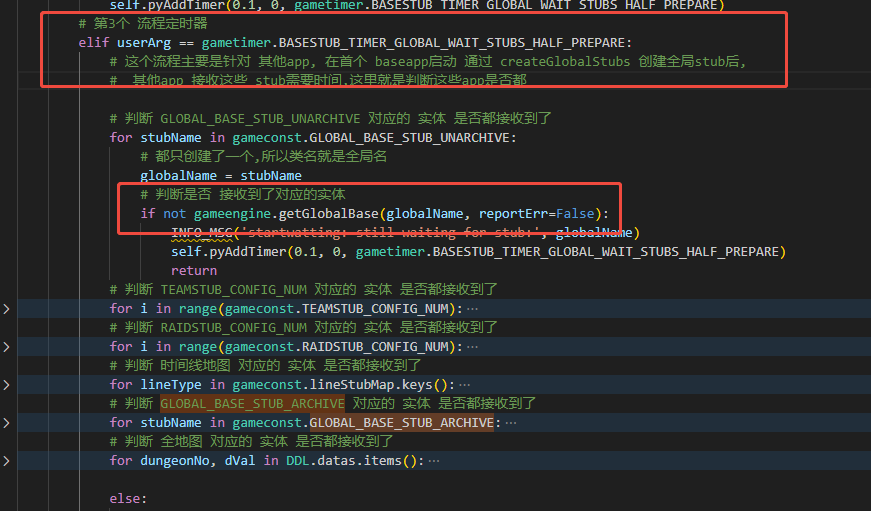 self.pyAddTimer(0.1, 0, gametimer.BASESTUB_TIMER_GLOBAL_WAIT_STUBS_HALF_PREPARE)
# 第3个 流程定时器
elif userArg == gametimer.BASESTUB_TIMER_GLOBAL_WAIT_STUBS_HALF_PREPARE:
# 这个流程主要是针对 其他app, 在首个 baseapp启动 通过 createGlobalStubs 创建全局stub后,
#  其他app 接收这些 stub需要时间,这里就是判断这些app是否都
# 判断 GLOBAL_BASE_STUB_UNARCHIVE 对应的 实体 是否都接收到了
for stubName in gameconst.GLOBAL_BASE_STUB_UNARCHIVE:
# 都只创建了一个,所以类名就是全局名
globalName = stubName
# 判断是否 接收到了对应的实体
if not gameengine.getGlobalBase(globalName, reportErr=False):
INFO_MSG('startwatting: still waiting for stub:', globalName)
self.pyAddTimer(0.1, 0, gametimer.BASESTUB_TIMER_GLOBAL_WAIT_STUBS_HALF_PREPARE)
return
# 判断 TEAMSTUB_CONFIG_NUM 对应的 实体 是否都接收到了
for i in range(gameconst.TEAMSTUB_CONFIG_NUM): ⋯
# 判断 RAIDSTUB_CONFIG_NUM 对应的 实体 是否都接收到了
for i in range(gameconst.RAIDSTUB_CONFIG_NUM): ⋯
# 判断 时间线地图 对应的 实体 是否都接收到了
for lineType in gameconst.lineStubMap.keys(): ⋯
# 判断 GLOBAL_BASE_STUB_ARCHIVE 对应的 实体 是否都接收到了
for stubName in gameconst.GLOBAL_BASE_STUB_ARCHIVE: ⋯
# 判断 全地图 对应的 实体 是否都接收到了
for dungeonNo, dVal in DDL.datas.items(): ⋯
else: